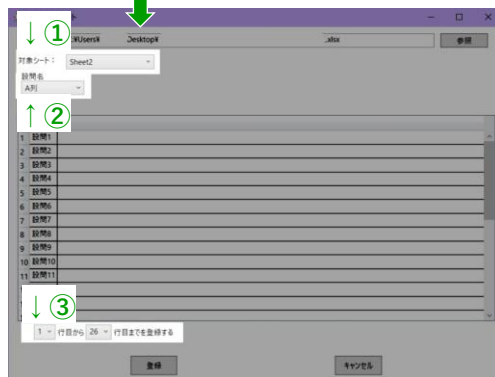 ト
↓ ①
¥Users¥ Desktop¥ .xlsx 参照
対象シート： Sheet2
設問名
A列
↑ ②
1 設問1
2 設問2
3 設問3
4 設問4
5 設問5
6 設問6
7 設問7
8 設問8
9 設問9
10 設問10
11 設問11
↓ ③
1 行目から 26 行目までを登録する
登録 キャンセル